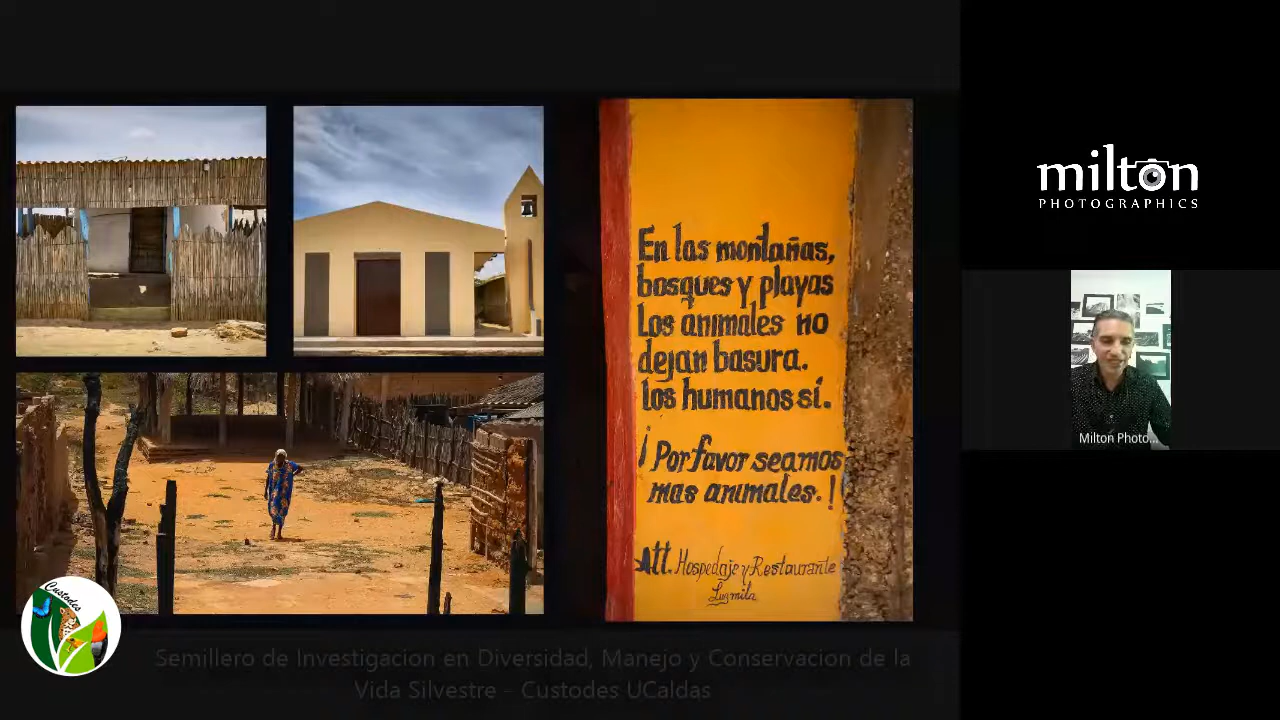 En las montañas,
bosques y playas
Los animales no
dejan basura.
los humanos sí.
¡Por favor seamos
mas animales.!
Att. Hospedaje y Restaurante
Luzmila
milton
PHOTOGRAPHICS
Milton Photo...
Custodes
Semillero de Investigacion en Diversidad, Manejo y Conservacion de la
Vida Silvestre - Custodes UCaldas